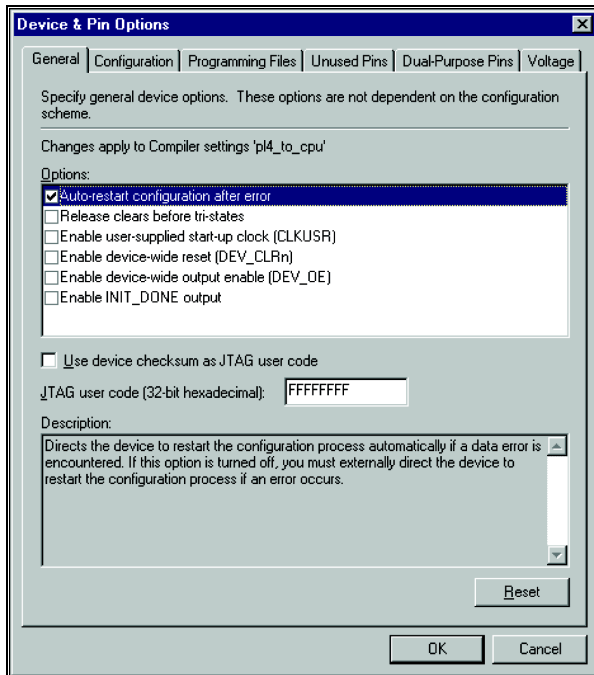 Device & Pin Options
General Configuration Programming Files Unused Pins Dual-Purpose Pins Voltage
Specify general device options. These options are not dependent on the configuration
scheme.
Changes apply to Compiler settings 'pl4_to_cpu'
Options:
Auto-restart configuration after error
Release clears before tri-states
Enable user-supplied start-up clock (CLKUSR)
Enable device-wide reset (DEV_CLRn)
Enable device-wide output enable (DEV_OE)
Enable INIT_DONE output
Use device checksum as JTAG user code
JTAG user code (32-bit hexadecimal): FFFFFFFF
Description:
Directs the device to restart the configuration process automatically if a data error is
encountered. If this option is turned off, you must externally direct the device to
restart the configuration process if an error occurs.
Reset
OK Cancel